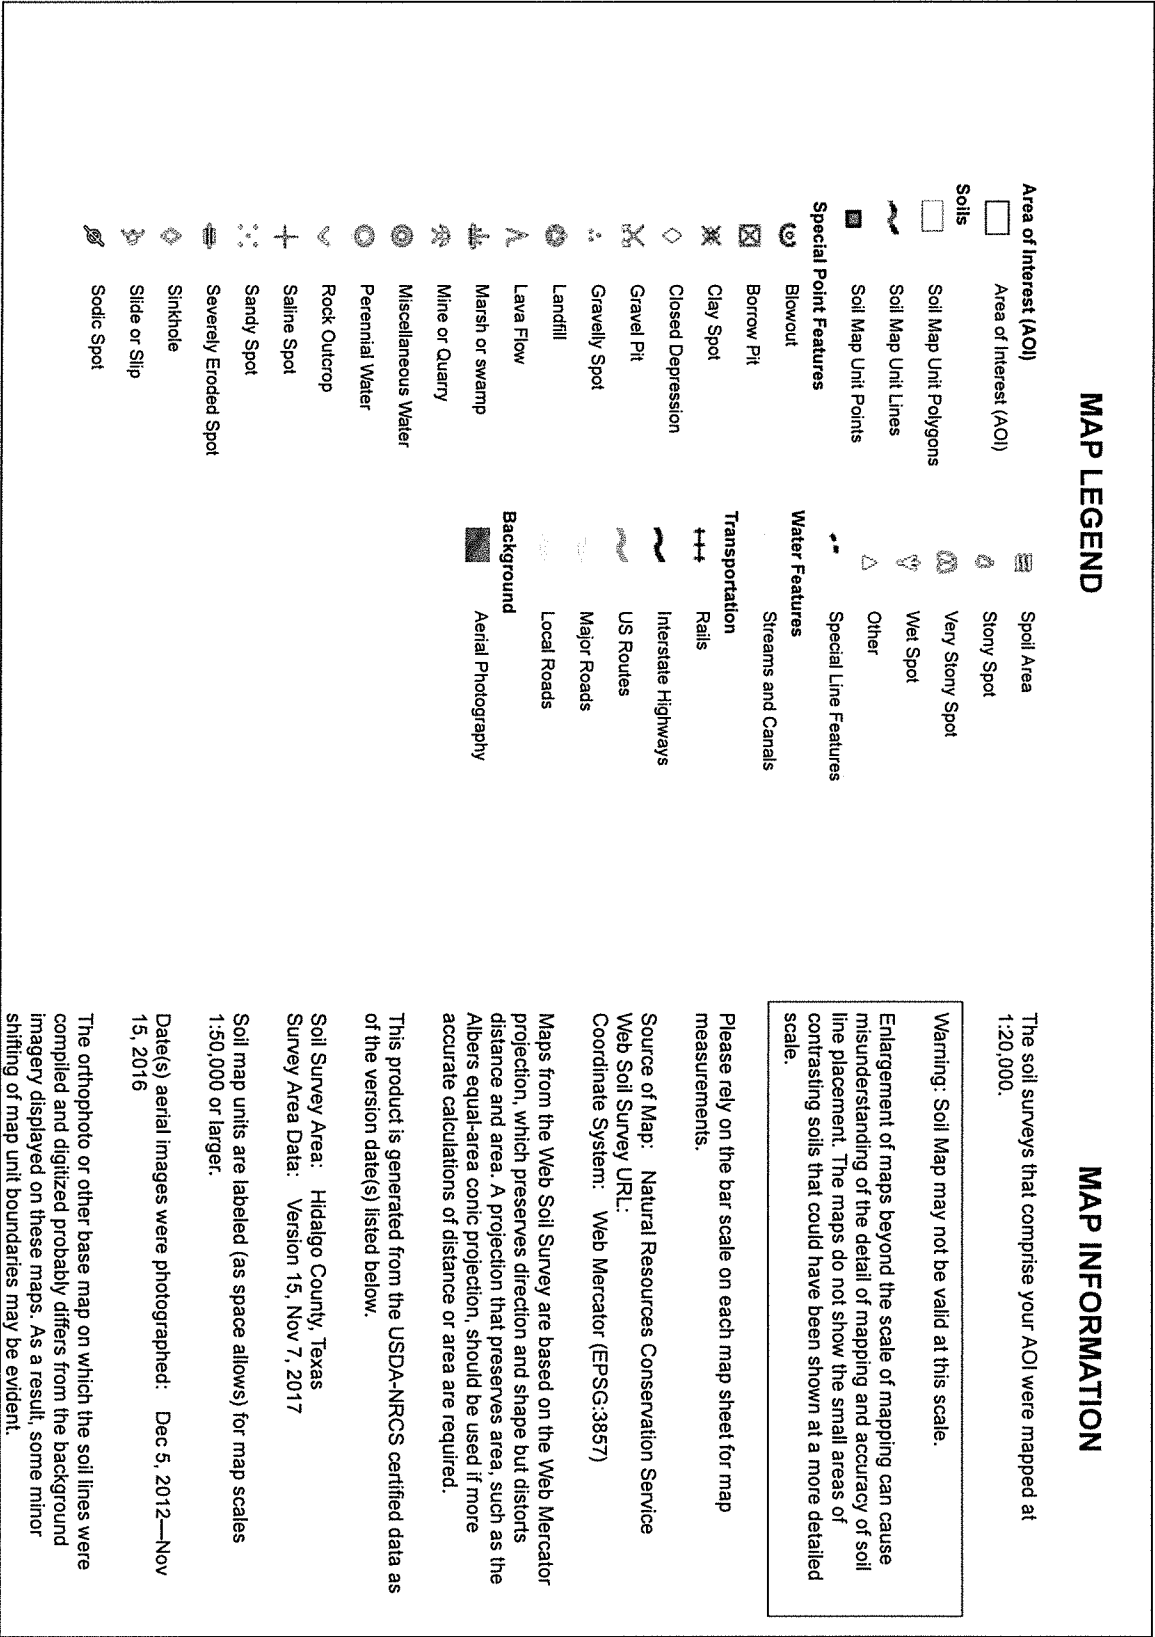 MAP LEGEND
Area of Interest (AOI)
Area of Interest (AOI)
Soils
Soil Map Unit Polygons
Soil Map Unit Lines
Soil Map Unit Points
Special Point Features
Blowout
Borrow Pit
Clay Spot
Closed Depression
Gravel Pit
Gravelly Spot
Landfill
Lava Flow
Marsh or swamp
Mine or Quarry
Miscellaneous Water
Perennial Water
Rock Outcrop
Saline Spot
Sandy Spot
Severely Eroded Spot
Sinkhole
Slide or Slip
Sodic Spot
Spoil Area
Stony Spot
Very Stony Spot
Wet Spot
Other
Special Line Features
Water Features
Streams and Canals
Transportation
Rails
Interstate Highways
US Routes
Major Roads
Local Roads
Background
Aerial Photography
MAP INFORMATION
The soil surveys that comprise your AOI were mapped at
1:20,000.
Warning: Soil Map may not be valid at this scale.
Enlargement of maps beyond the scale of mapping can cause
misunderstanding of the detail of mapping and accuracy of soil
line placement. The maps do not show the small areas of
contrasting soils that could have been shown at a more detailed
scale.
Please rely on the bar scale on each map sheet for map
measurements.
Source of Map: Natural Resources Conservation Service
Web Soil Survey URL:
Coordinate System: Web Mercator (EPSG:3857)
Maps from the Web Soil Survey are based on the Web Mercator
projection, which preserves direction and shape but distorts
distance and area. A projection that preserves area, such as the
Albers equal-area conic projection, should be used if more
accurate calculations of distance or area are required.
This product is generated from the USDA-NRCS certified data as
of the version date(s) listed below.
Soil Survey Area: Hidalgo County, Texas
Survey Area Data: Version 15, Nov 7, 2017
Soil map units are labeled (as space allows) for map scales
1:50,000 or larger.
Date(s) aerial images were photographed: Dec 5, 2012—Nov
15, 2016
The orthophoto or other base map on which the soil lines were
compiled and digitized probably differs from the background
imagery displayed on these maps. As a result, some minor
shifting of map unit boundaries may be evident.